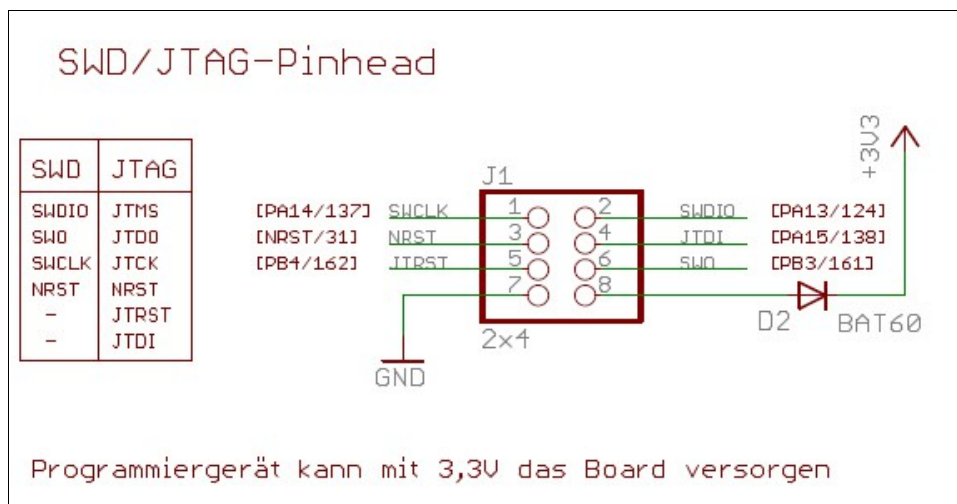 SWD/JTAG-Pinhead
+3V3
SWD JTAG
SWDIO JTMS
SWO JTDO
SWCLK JTCK
NRST NRST
- JTRST
- JTDI
J1
[PA14/137] SWCLK 1 2 SWDIO [PA13/124]
[NRST/31] NRST 3 4 JTDI [PA15/138]
[PB4/162] JTRST 5 6 SWO [PB3/161]
7 8
D2 BAT60
2x4
GND
Programmiergerät kann mit 3,3V das Board versorgen